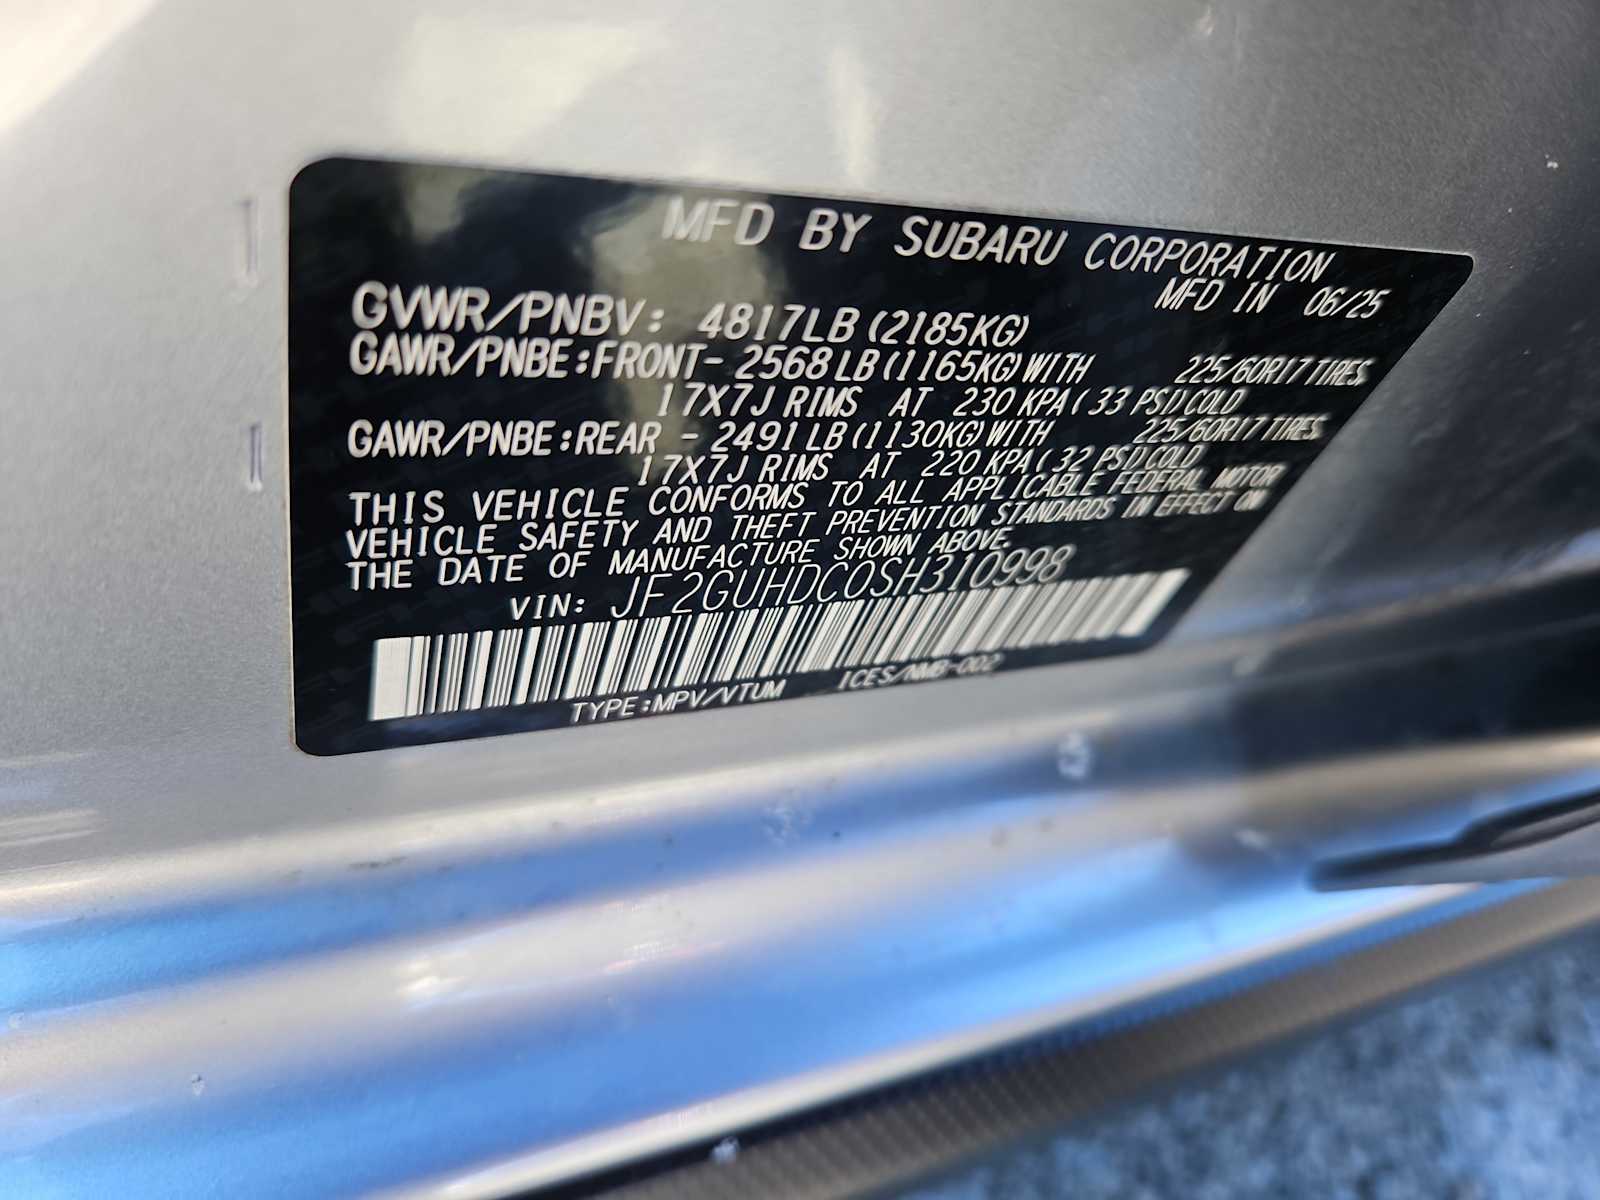 MFD BY SUBARU CORPORATION
MFD IN 06/25
GVWR/PNBV: 4817LB(2185KG)
GAWR/PNBE:FRONT- 2568LB(1165KG)WITH 225/60R17 TIRES,
17X7J RIMS AT 230 KPA( 33 PSI)COLD
GAWR/PNBE:REAR - 2491LB(1130KG)WITH 225/60R17 TIRES,
17X7J RIMS AT 220 KPA( 32 PSI)COLD
THIS VEHICLE CONFORMS TO ALL APPLICABLE FEDERAL MOTOR
VEHICLE SAFETY AND THEFT PREVENTION STANDARDS IN EFFECT ON
THE DATE OF MANUFACTURE SHOWN ABOVE.
VIN: JF2GUHDC0SH310998
TYPE:MPV/VTUM ICES/NMB-002